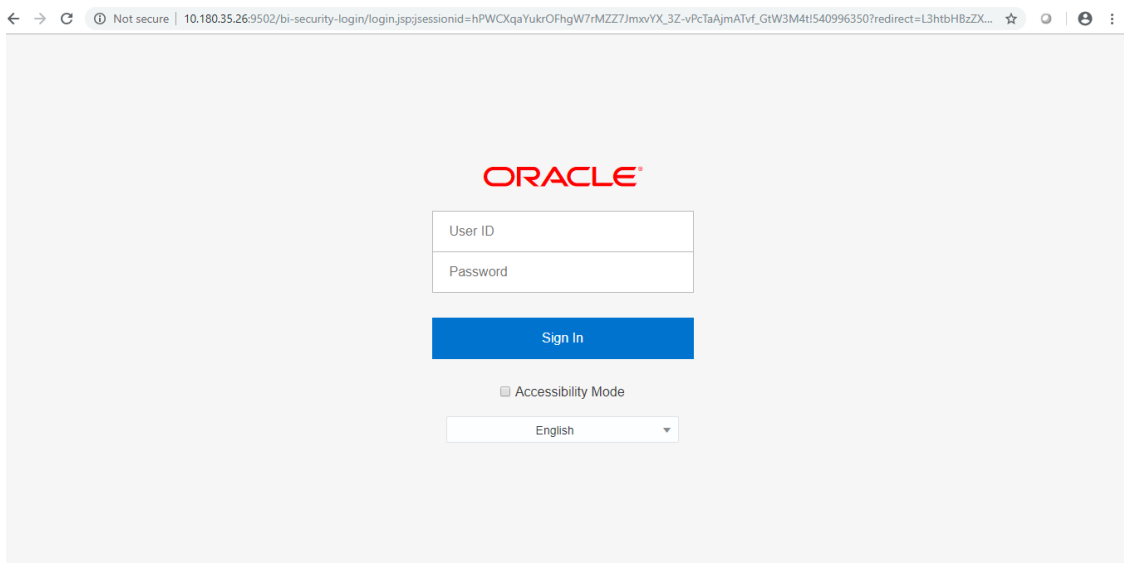 Not secure | 10.180.35.26:9502/bi-security-login/login.jsp;jsessionid=hPWCXqaYukrOFhgW7rMZZ7JmxvYX_3Z-vPcTaAjmATvf_GtW3M4t!540996350?redirect=L3htbHBzZX...
ORACLE®
User ID
Password
Sign In
Accessibility Mode
English